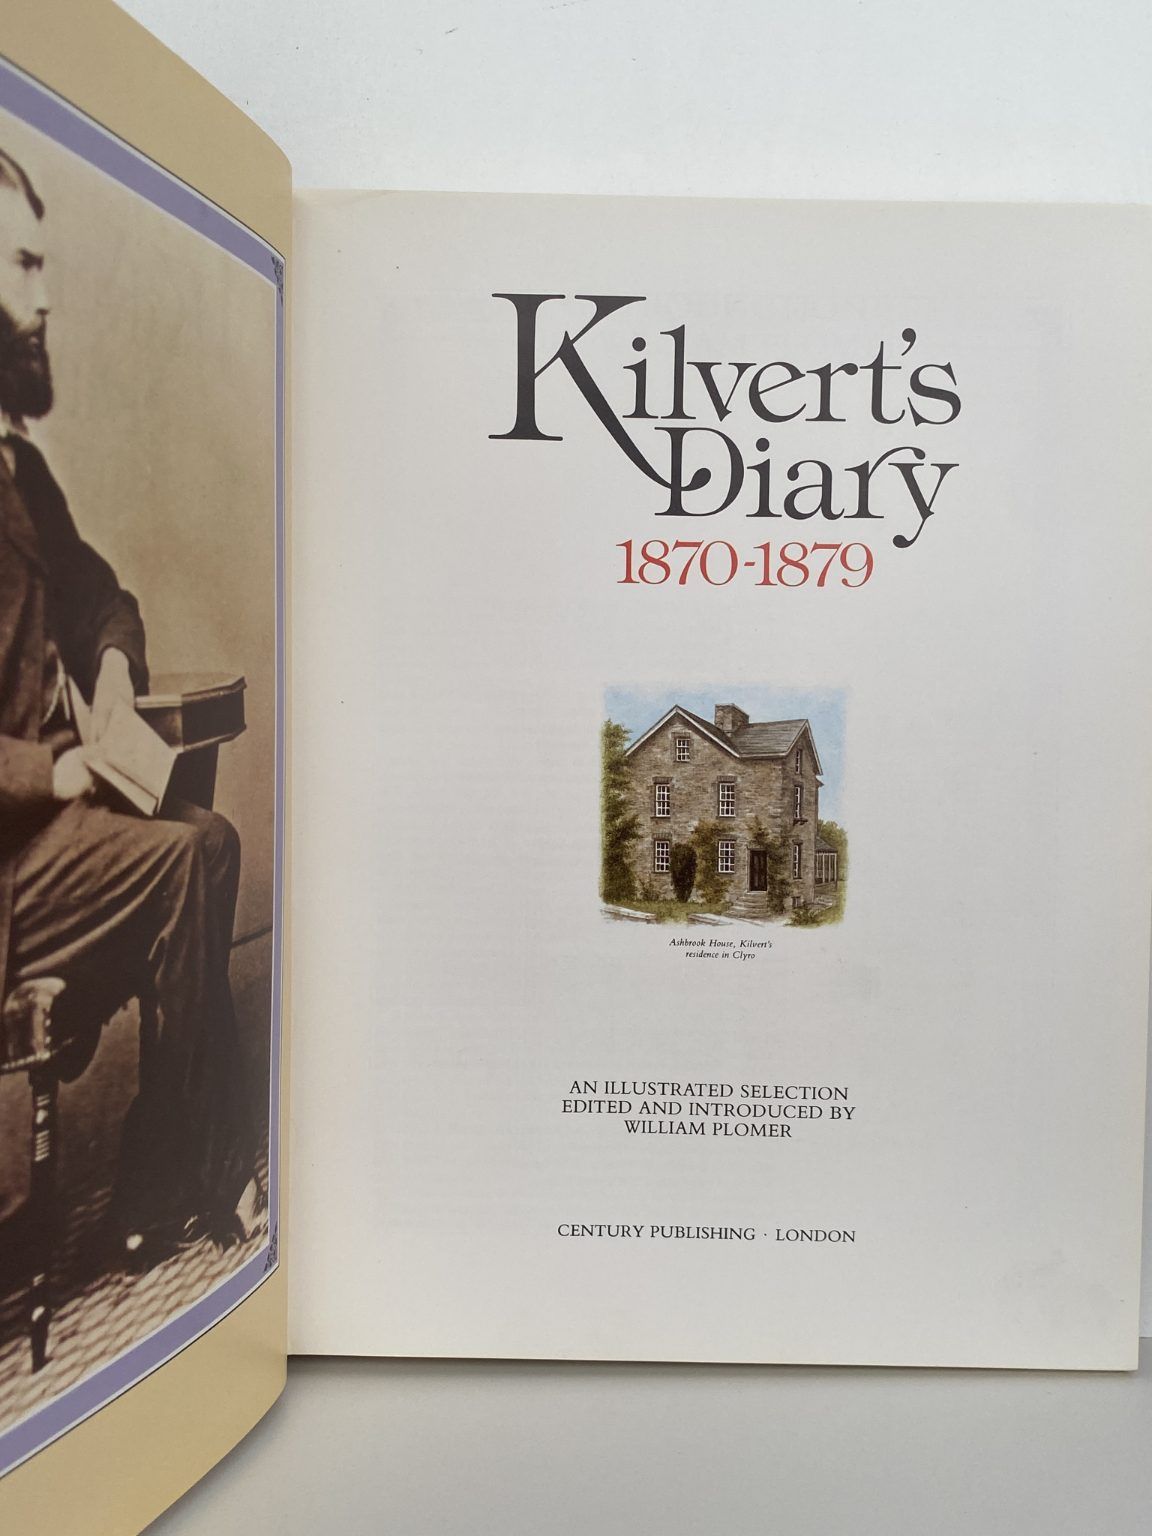 Kilvert's
Diary
1870-1879
Ashbrook House, Kilvert's
residence in Clyro
AN ILLUSTRATED SELECTION
EDITED AND INTRODUCED BY
WILLIAM PLOMER
CENTURY PUBLISHING · LONDON